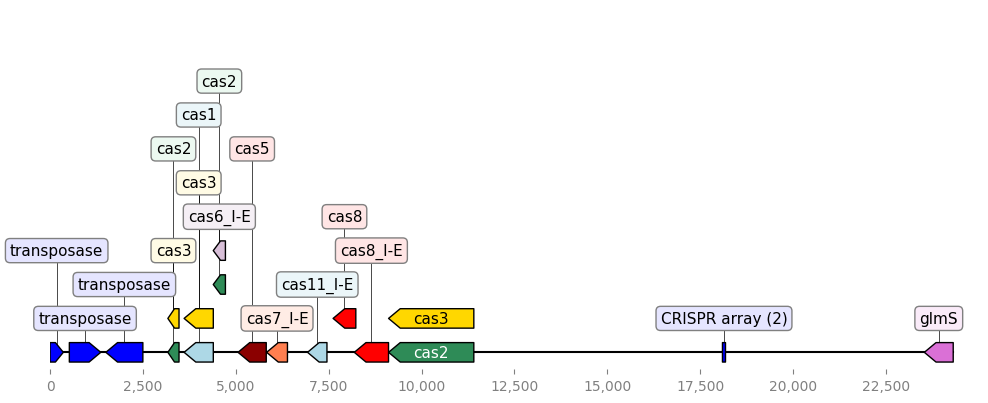 cas2
cas1
cas2
cas5
cas3
cas6_I-E
cas8
transposase
cas3
cas8_I-E
transposase
cas11_I-E
transposase
cas7_I-E
cas3
CRISPR array (2)
glmS
cas2
0
2,500
5,000
7,500
10,000
12,500
15,000
17,500
20,000
22,500